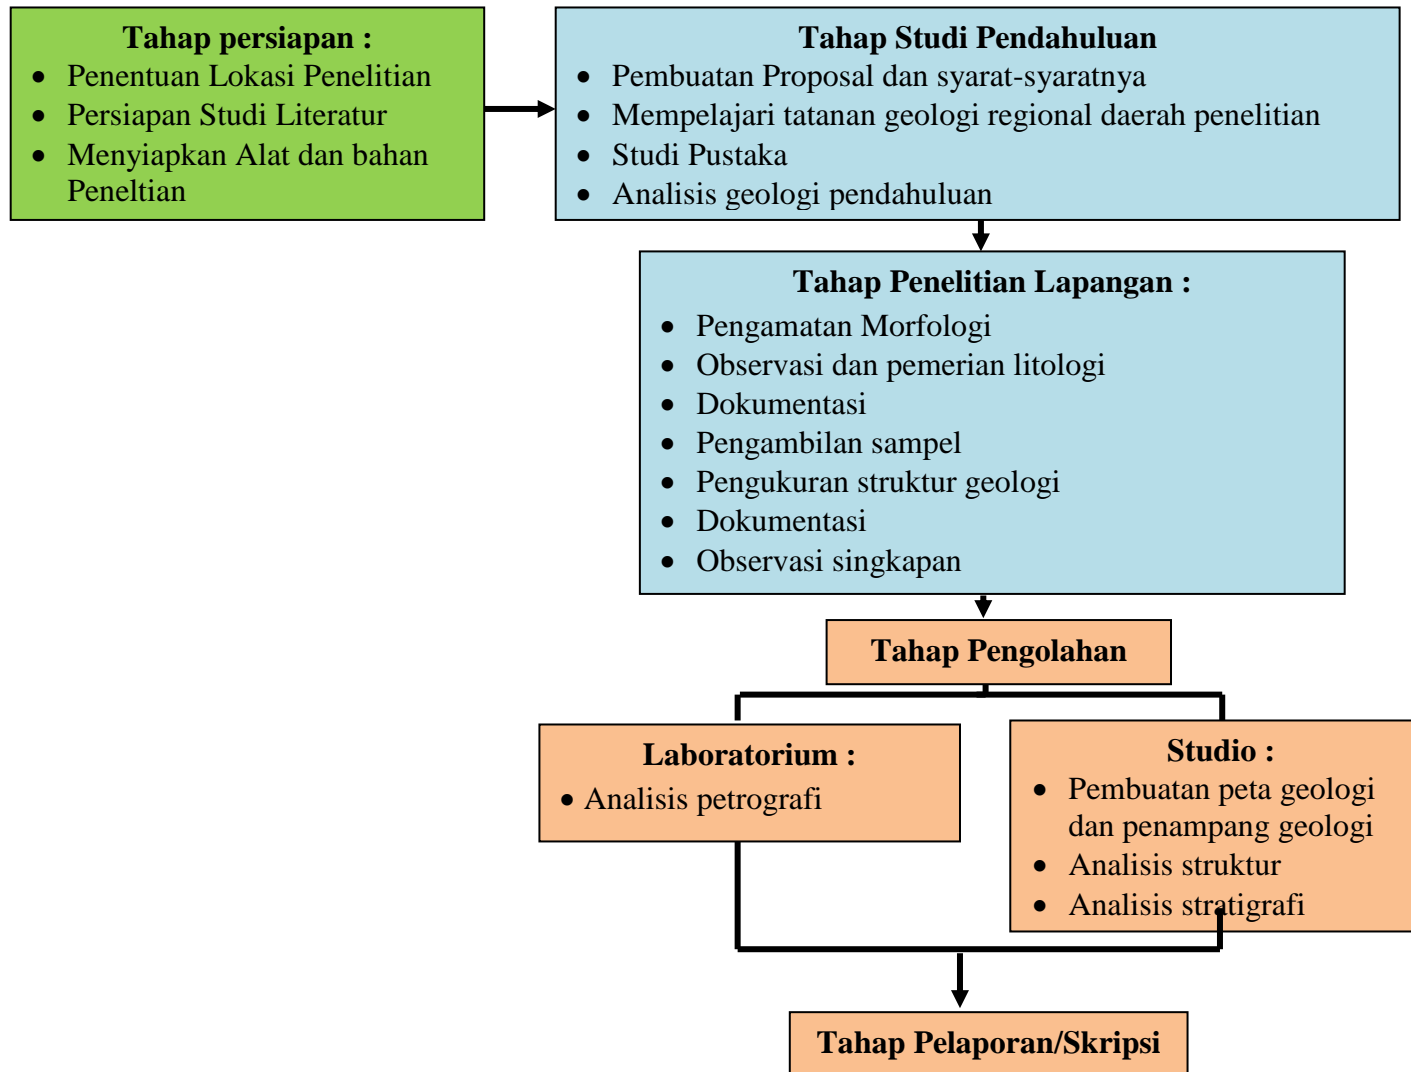 Tahap persiapan :
• Penentuan Lokasi Penelitian
• Persiapan Studi Literatur
• Menyiapkan Alat dan bahan
Peneltian
Tahap Studi Pendahuluan
• Pembuatan Proposal dan syarat-syaratnya
• Mempelajari tatanan geologi regional daerah penelitian
• Studi Pustaka
• Analisis geologi pendahuluan
Tahap Penelitian Lapangan :
• Pengamatan Morfologi
• Observasi dan pemerian litologi
• Dokumentasi
• Pengambilan sampel
• Pengukuran struktur geologi
• Dokumentasi
• Observasi singkapan
Tahap Pengolahan
Laboratorium :
• Analisis petrografi
Studio :
• Pembuatan peta geologi
dan penampang geologi
• Analisis struktur
• Analisis stratigrafi
Tahap Pelaporan/Skripsi